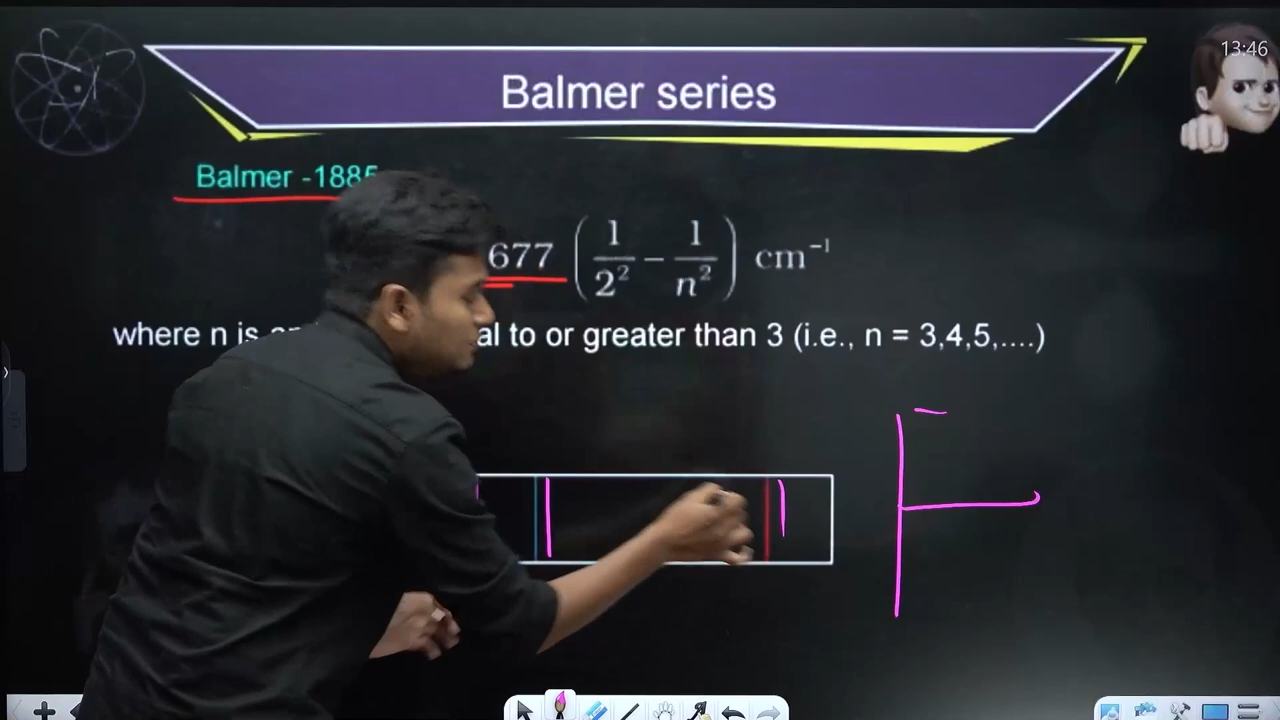 13:46
Balmer series
Balmer -1885
677 ( 1/2² − 1/n² ) cm⁻¹
where n is al to or greater than 3 (i.e., n = 3,4,5,....)